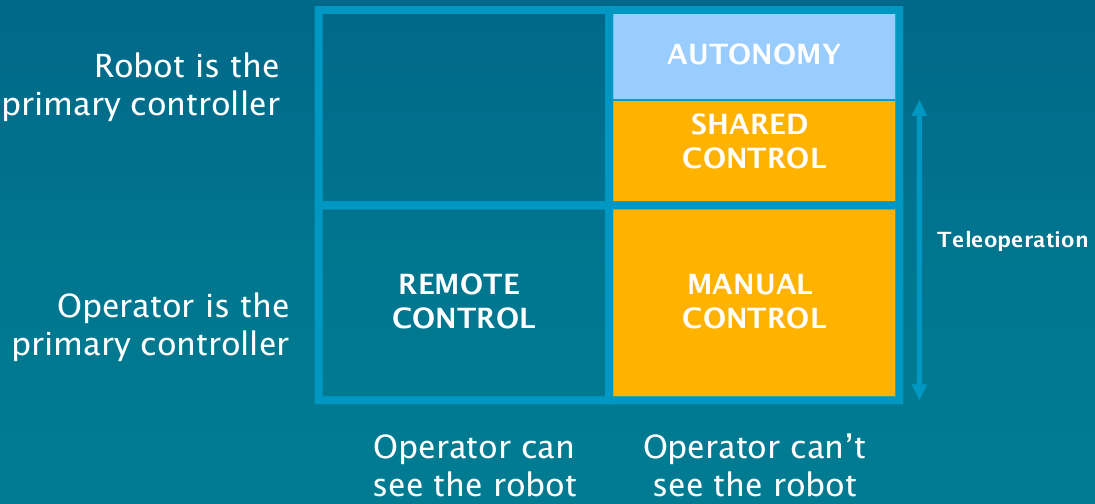 Robot is the
primary controller
AUTONOMY
SHARED
CONTROL
Teleoperation
Operator is the
primary controller
REMOTE
CONTROL
MANUAL
CONTROL
Operator can
see the robot
Operator can’t
see the robot